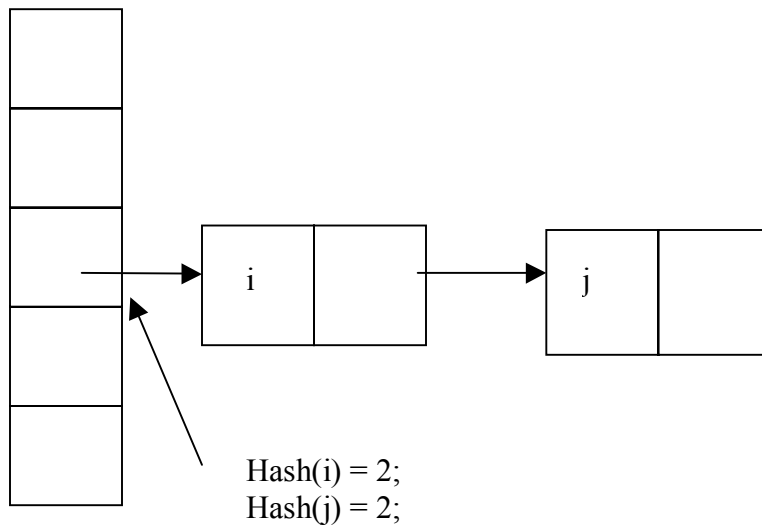 i
j
Hash(i) = 2;
Hash(j) = 2;